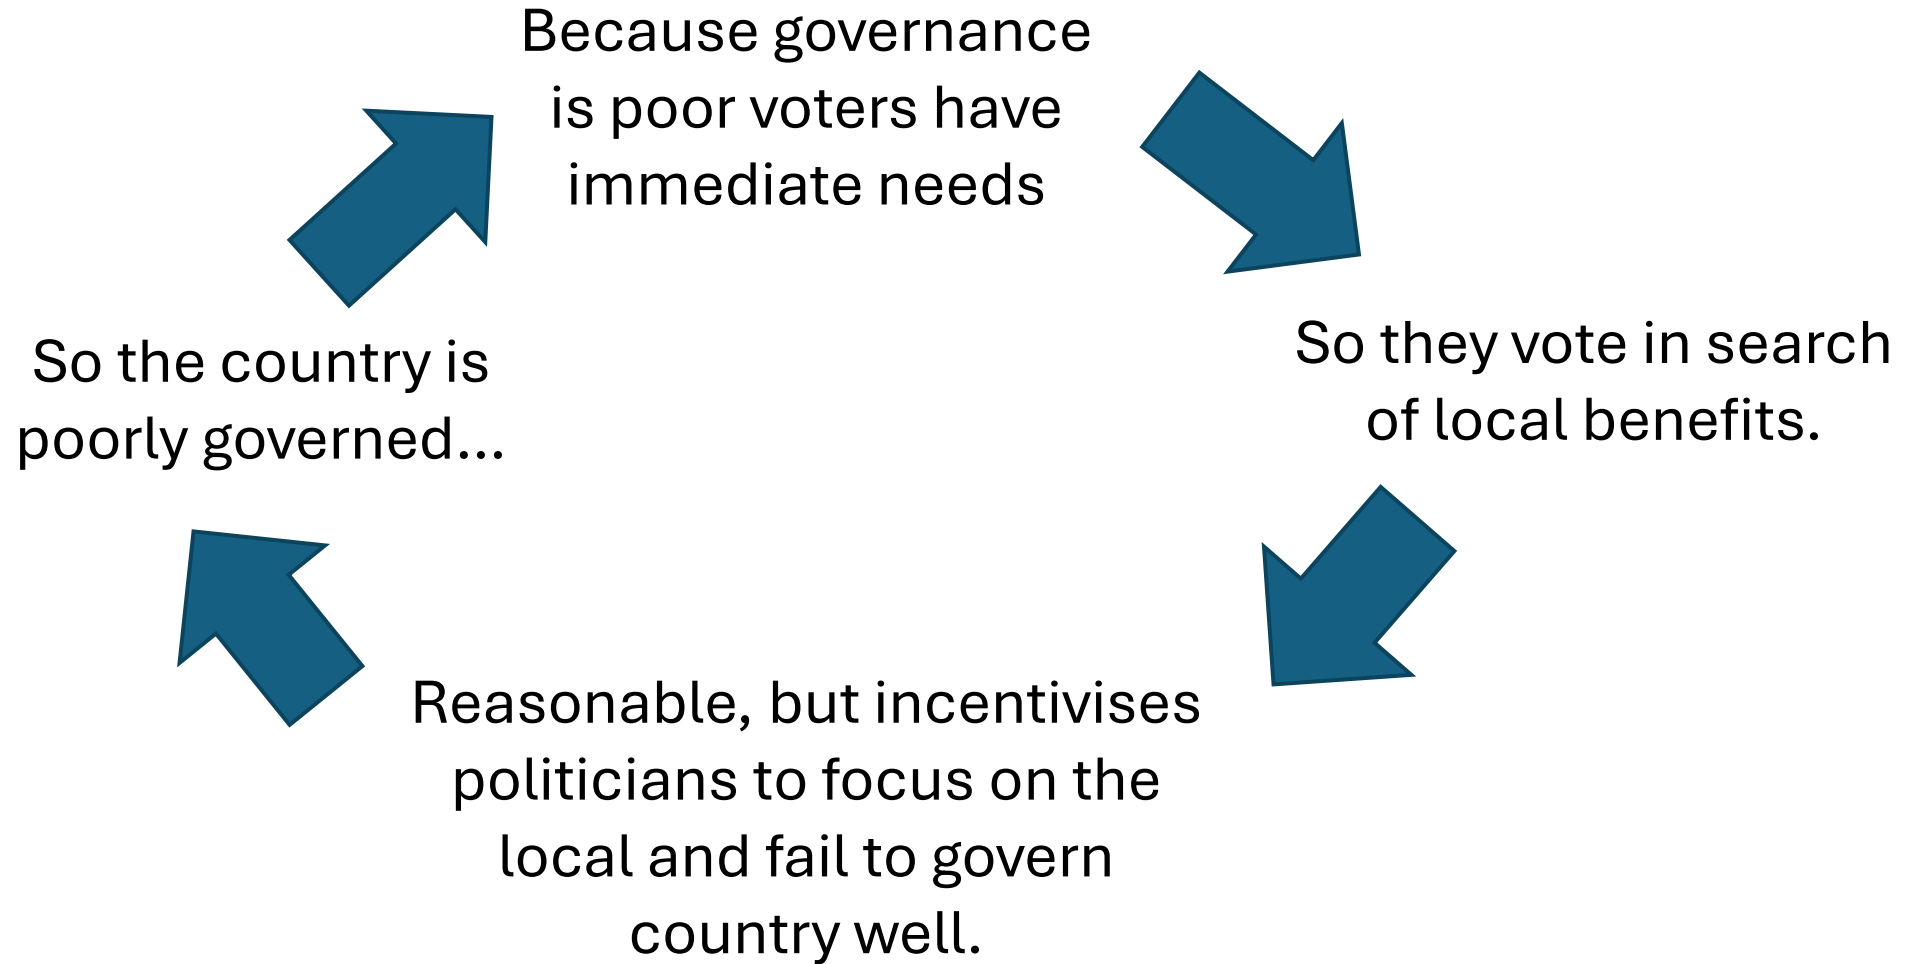 Because governance
is poor voters have
immediate needs
So they vote in search
of local benefits.
Reasonable, but incentivises
politicians to focus on the
local and fail to govern
country well.
So the country is
poorly governed...